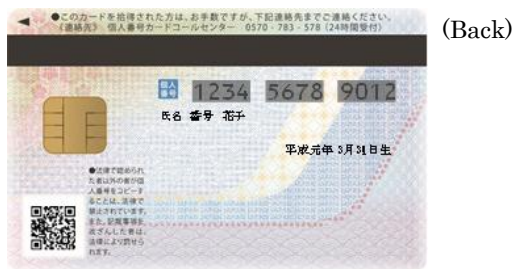 ●このカードを拾得された方は、お手数ですが、下記連絡先までご連絡ください。
《連絡先》 個人番号カードコールセンター 0570-783-578(24時間受付)
(Back)
個人番号 1234 5678 9012
氏名 番号 花子
平成元年 3月31日生
●法律で認められ
た者以外の者が個
人番号をコピーす
ることは、法律で
禁止されています。
また、記載事項を
改ざんした者は、
法律により罰せら
れます。